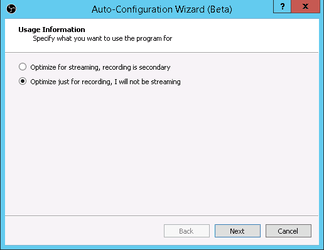 Auto-Configuration Wizard (Beta)
?
x
Usage Information
Specify what you want to use the program for
Optimize for streaming, recording is secondary
Optimize just for recording, I will not be streaming
Back
Next
Cancel